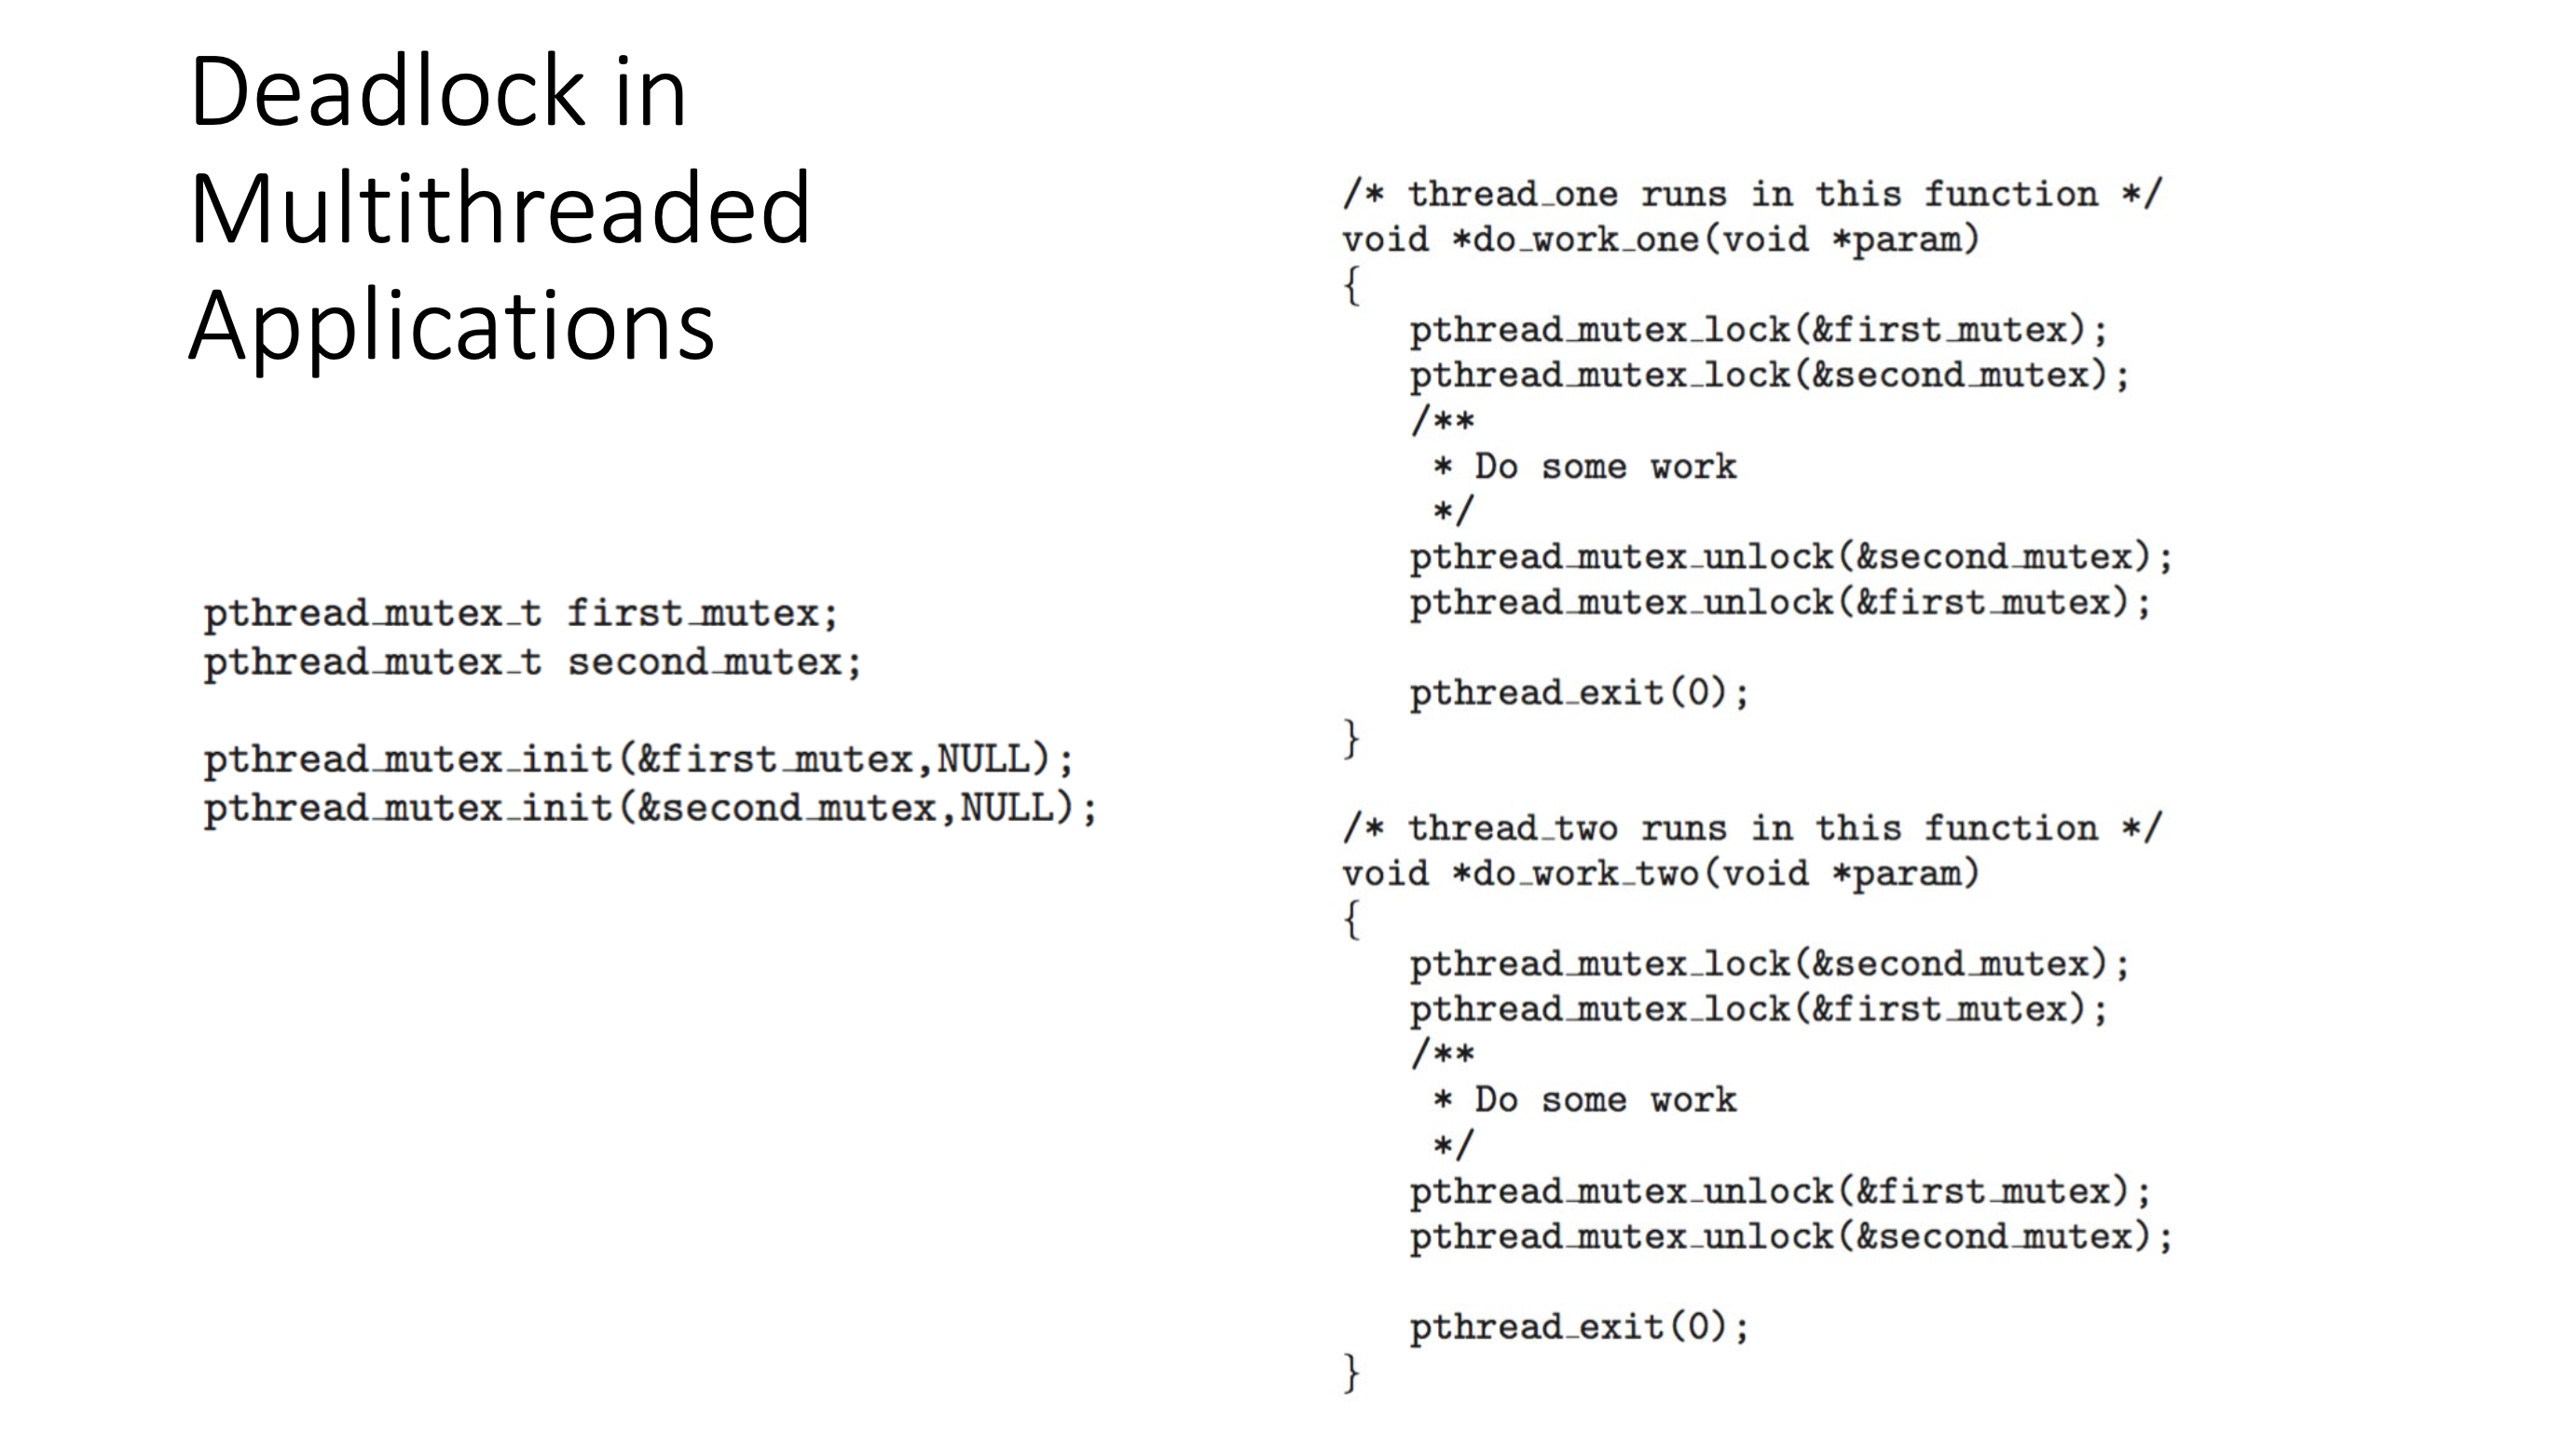 Deadlock in
Multithreaded
Applications
pthread_mutex_t first_mutex;
pthread_mutex_t second_mutex;
pthread_mutex_init(&first_mutex,NULL);
pthread_mutex_init(&second_mutex,NULL);
/* thread_one runs in this function */
void *do_work_one(void *param)
{
pthread_mutex_lock(&first_mutex);
pthread_mutex_lock(&second_mutex);
/**
* Do some work
*/
pthread_mutex_unlock(&second_mutex);
pthread_mutex_unlock(&first_mutex);
pthread_exit(0);
}
/* thread_two runs in this function */
void *do_work_two(void *param)
{
pthread_mutex_lock(&second_mutex);
pthread_mutex_lock(&first_mutex);
/**
* Do some work
*/
pthread_mutex_unlock(&first_mutex);
pthread_mutex_unlock(&second_mutex);
pthread_exit(0);
}